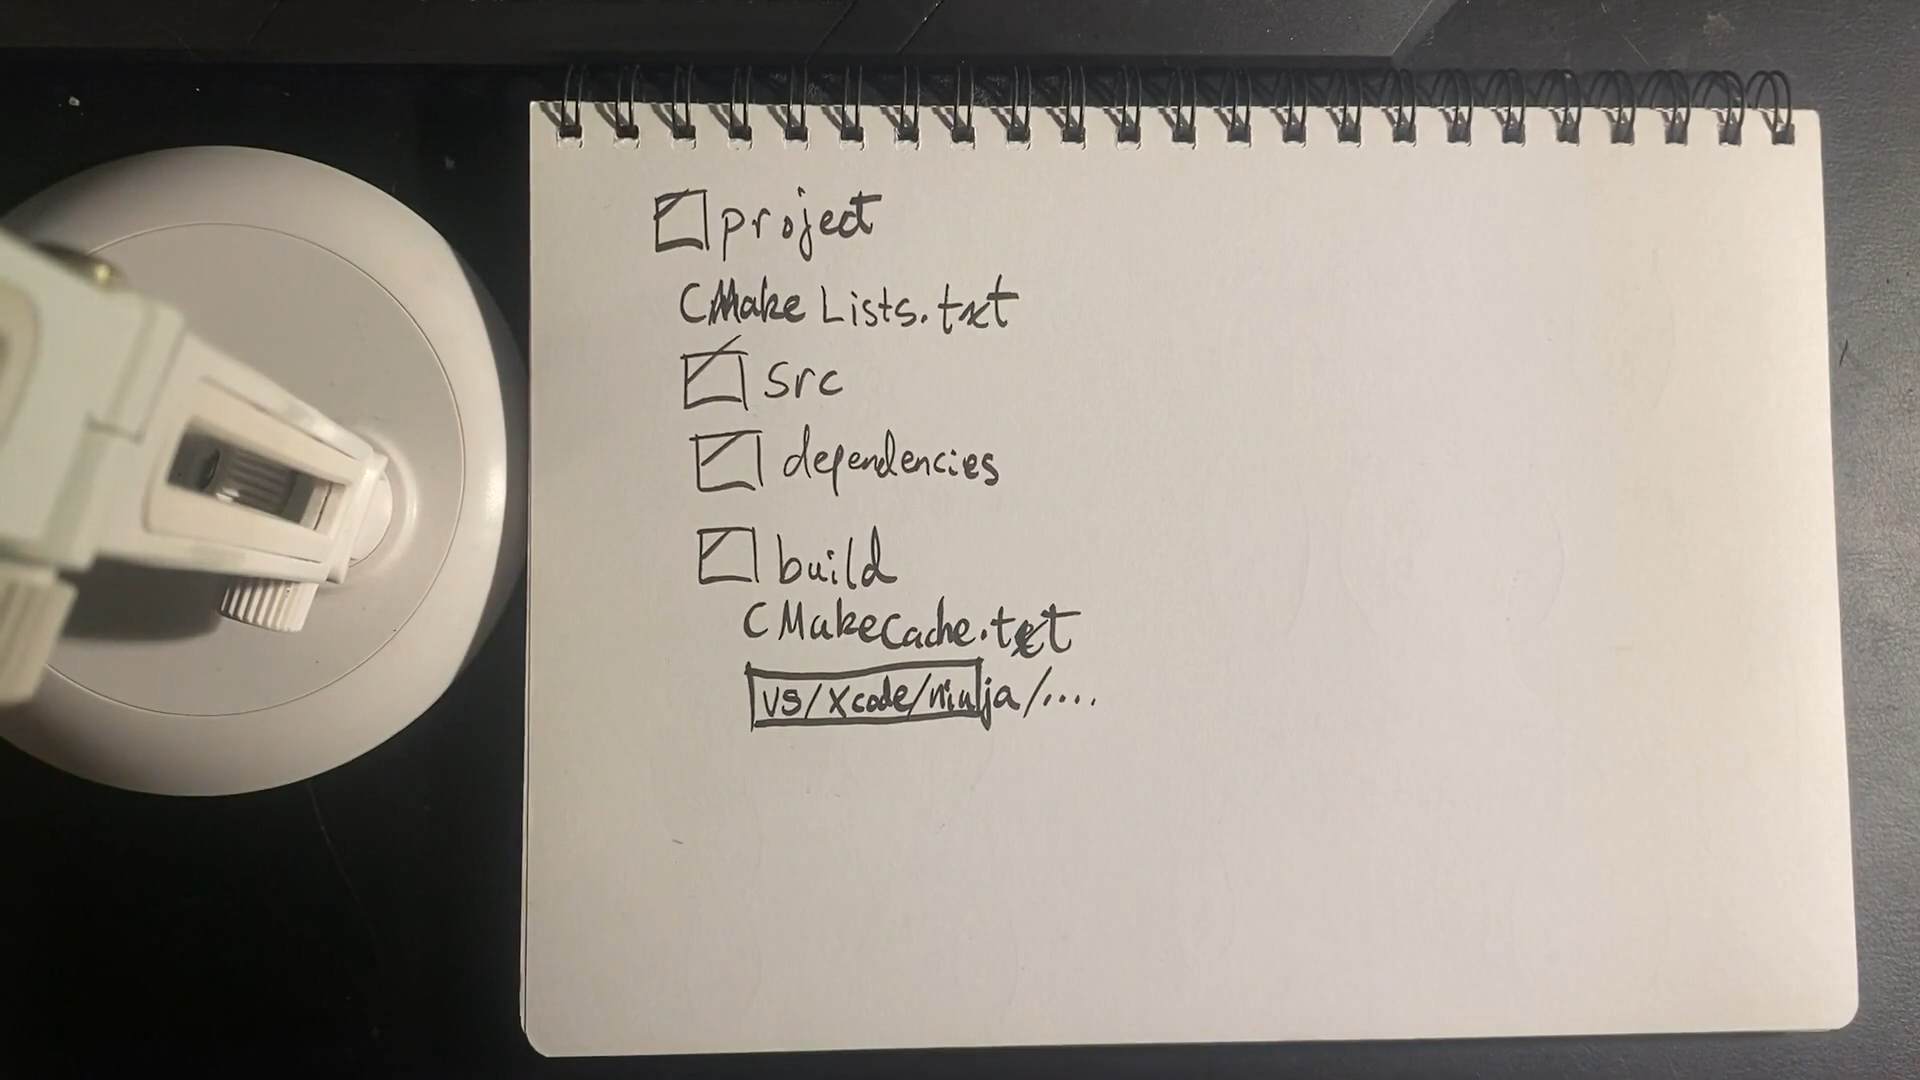 project
CMakeLists.txt
src
dependencies
build
CMakeCache.txt
vs/Xcode/ninja/....